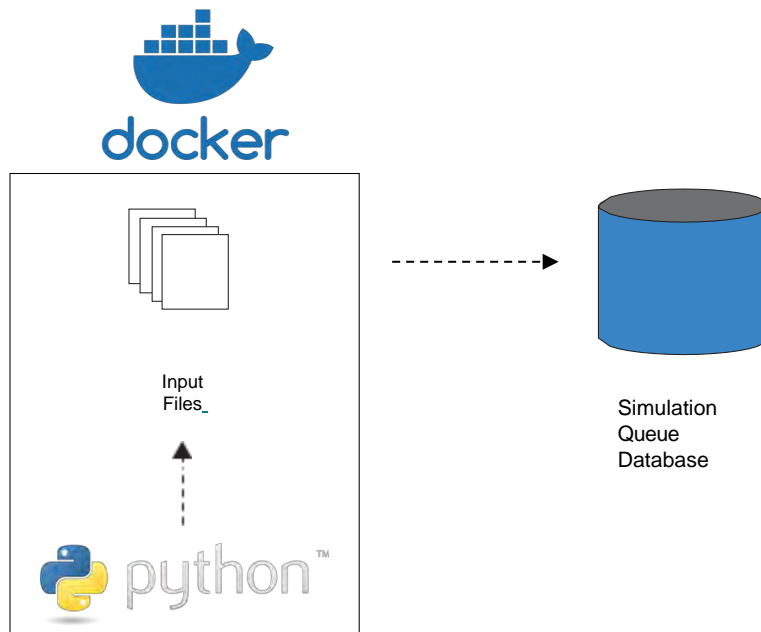 docker
Input
Files
Simulation
Queue
Database
python™